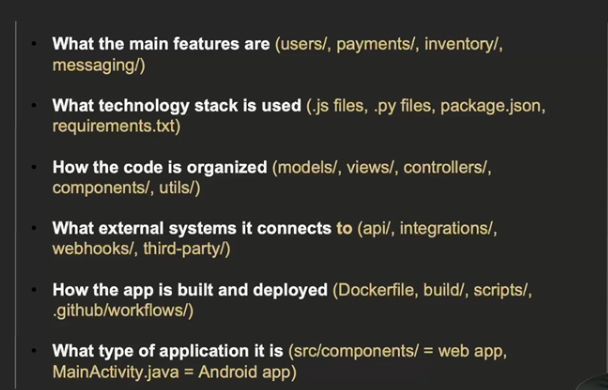 • What the main features are (users/, payments/, inventory/,
messaging/)
• What technology stack is used (.js files, .py files, package.json,
requirements.txt)
• How the code is organized (models/, views/, controllers/,
components/, utils/)
• What external systems it connects to (api/, integrations/,
webhooks/, third-party/)
• How the app is built and deployed (Dockerfile, build/, scripts/,
.github/workflows/)
• What type of application it is (src/components/ = web app,
MainActivity.java = Android app)